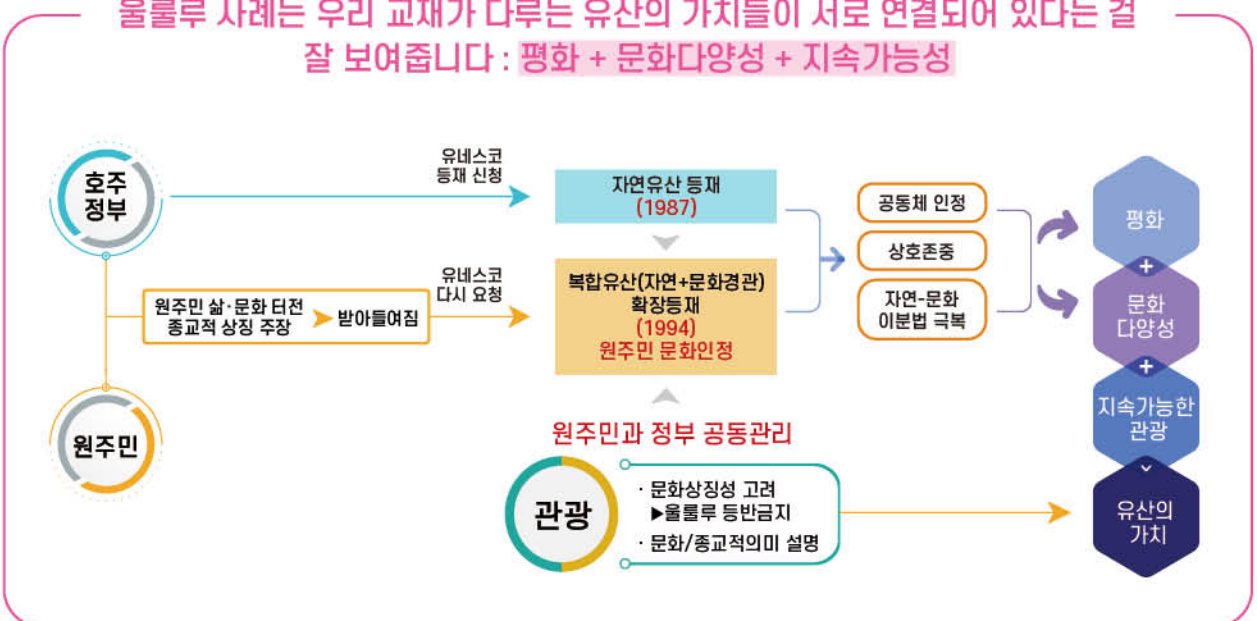 울룰루 사례는 우리 교재가 다루는 유산의 가치들이 서로 연결되어 있다는 걸
잘 보여줍니다 : 평화 + 문화다양성 + 지속가능성
호주
정부
유네스코
등재 신청
자연유산 등재
(1987)
원주민 삶·문화 터전
종교적 상징 주장
받아들여짐
유네스코
다시 요청
복합유산(자연+문화경관)
확장등재
(1994)
원주민 문화인정
원주민
공동체 인정
상호존중
자연-문화
이분법 극복
원주민과 정부 공동관리
관광
· 문화상징성 고려
▶울룰루 등반금지
· 문화/종교적의미 설명
평화
+
문화
다양성
+
지속가능한
관광
유산의
가치